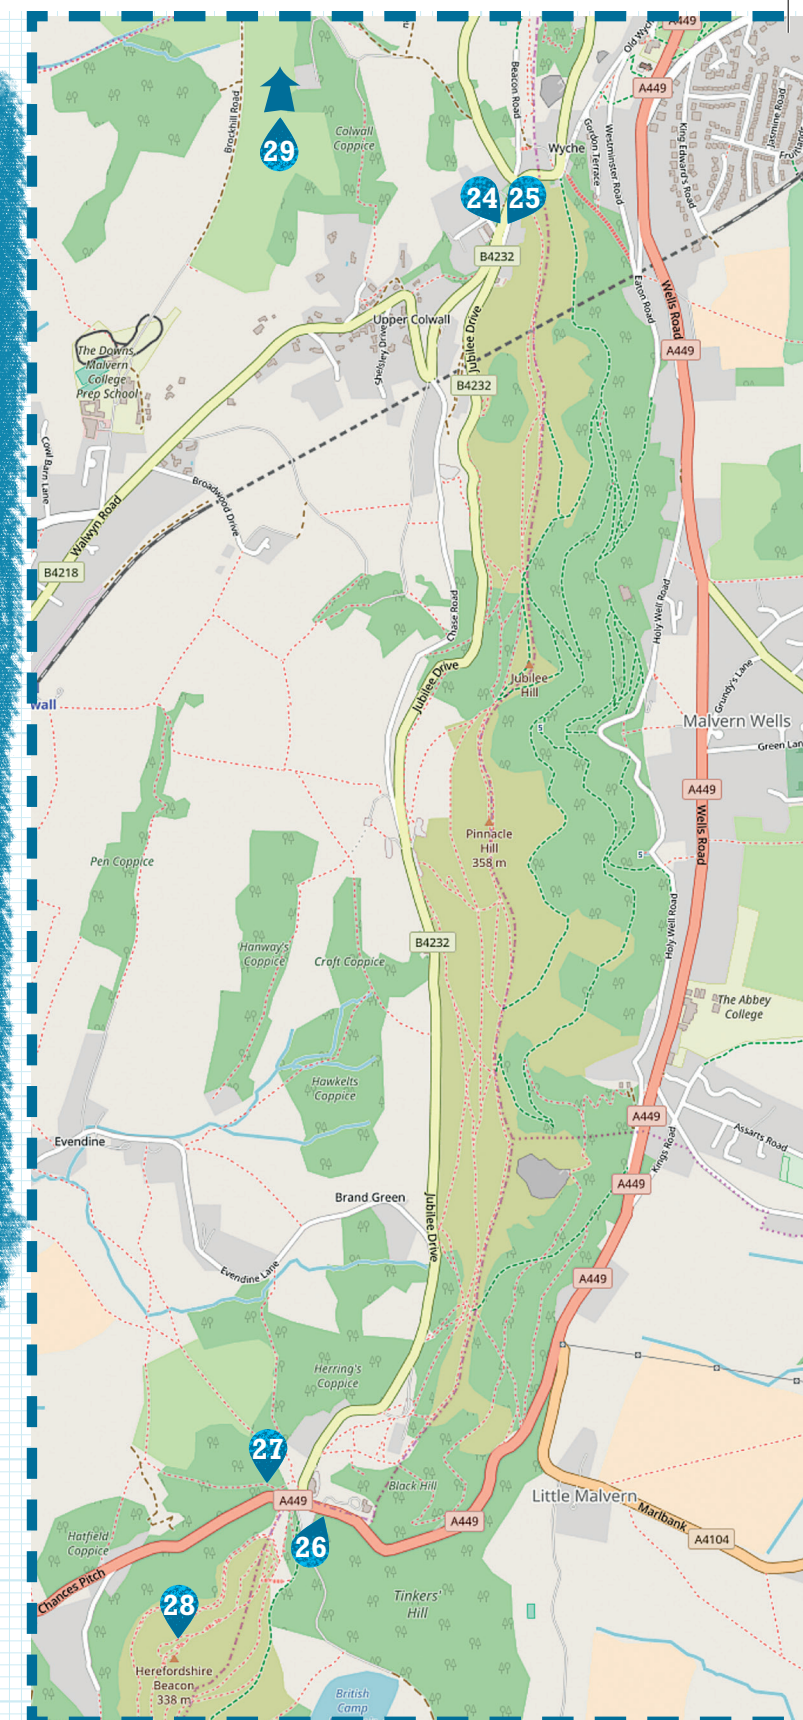 A449
Old Wych
A449
Beacon Road
Brockhill Road
Colwall
Coppice
29
Wyche
Gordon Terrace
Westminster Road
King Edward's Road
Jasmine Road
24
25
B4232
Eaton Road
Wells Road
Upper Colwall
Jubilee Drive
Shelsley Drive
A449
The Downs,
Malvern
College
Prep School
B4232
Cowl Barn Lane
Broadwood Drive
Walwyn Road
B4218
Chase Road
Holy Well Road
Jubilee Drive
Jubilee
Hill
Grundy's Lane
wall
Malvern Wells
S
Green Lan
A449
Wells Road
Pinnacle
Hill
358 m
Pen Coppice
S
Holy Well Road
B4232
Hanway's
Coppice
Croft Coppice
The Abbey
College
Hawkelts
Coppice
A449
Assarts Road
Evendine
Kings Road
A449
Brand Green
Jubilee Drive
Evendine Lane
A449
Herring's
Coppice
27
Black Hill
Little Malvern
A449
A449
Marlbank
A4104
26
Hatfield
Coppice
Chances Pitch
Tinkers'
Hill
28
Herefordshire
Beacon
338 m
British
Camp